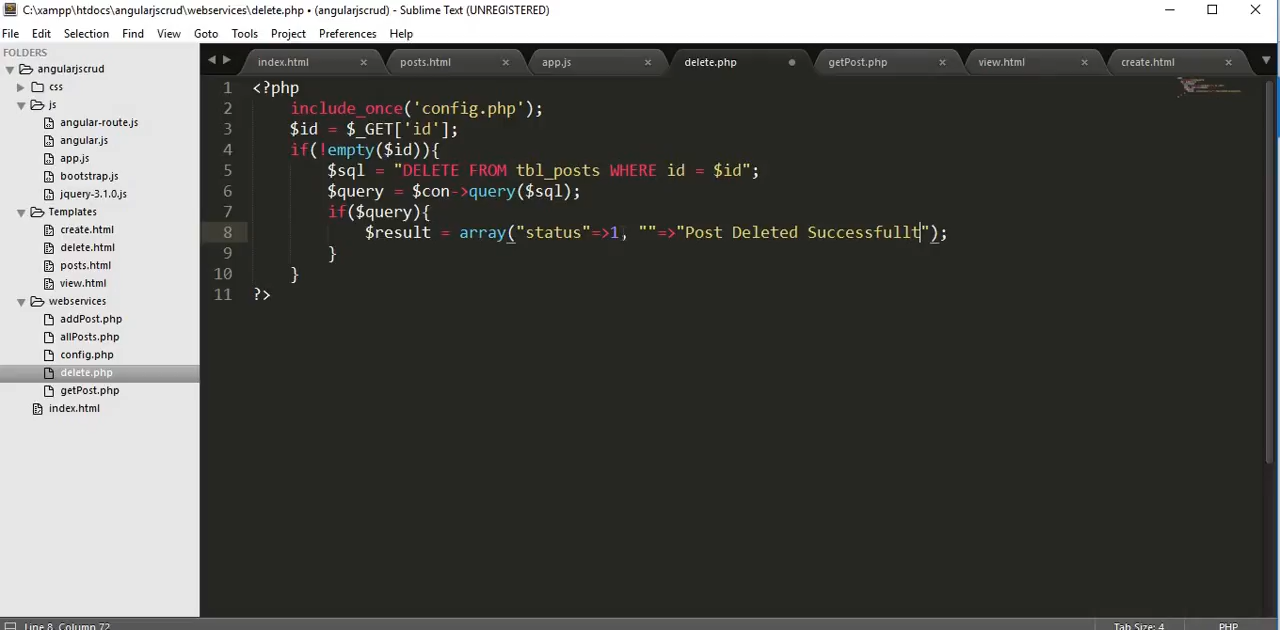 C:\xampp\htdocs\angularjscrud\webservices\delete.php • (angularjscrud) - Sublime Text (UNREGISTERED)
File Edit Selection Find View Goto Tools Project Preferences Help
FOLDERS
angularjscrud
css
js
angular-route.js
angular.js
app.js
bootstrap.js
jquery-3.1.0.js
Templates
create.html
delete.html
posts.html
view.html
webservices
addPost.php
allPosts.php
config.php
delete.php
getPost.php
index.html
index.html × posts.html × app.js × delete.php • getPost.php × view.html × create.html ×
1 <?php
2 include_once('config.php');
3 $id = $_GET['id'];
4 if(!empty($id)){
5 $sql = "DELETE FROM tbl_posts WHERE id = $id";
6 $query = $con->query($sql);
7 if($query){
8 $result = array("status"=>1, ""=>"Post Deleted Successfullt");
9 }
10 }
11 ?>
Line 8, Column 72 Tab Size: 4 PHP